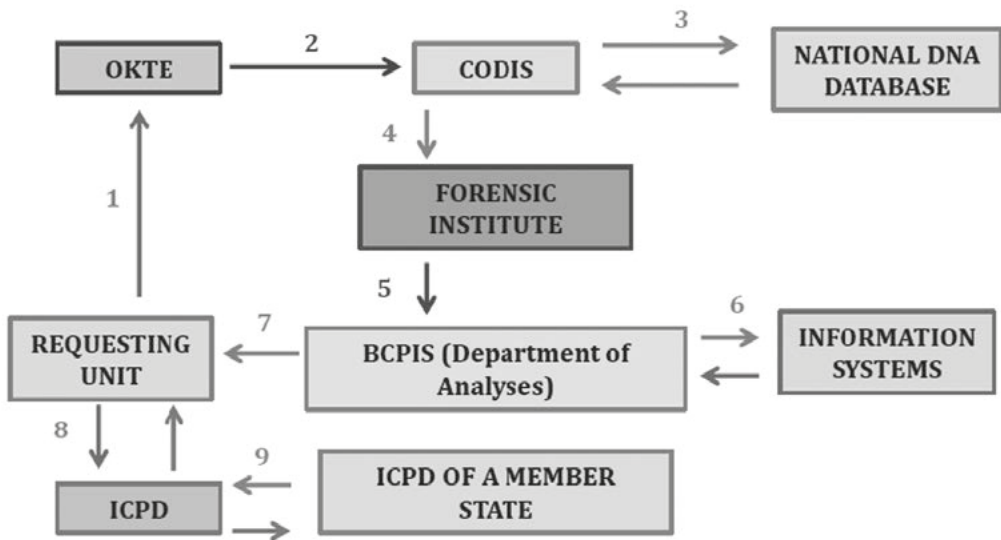 2
3
OKTE
CODIS
NATIONAL DNA
DATABASE
4
1
FORENSIC
INSTITUTE
5
6
7
REQUESTING
UNIT
BCPIS (Department of
Analyses)
INFORMATION
SYSTEMS
8
9
ICPD
ICPD OF A MEMBER
STATE